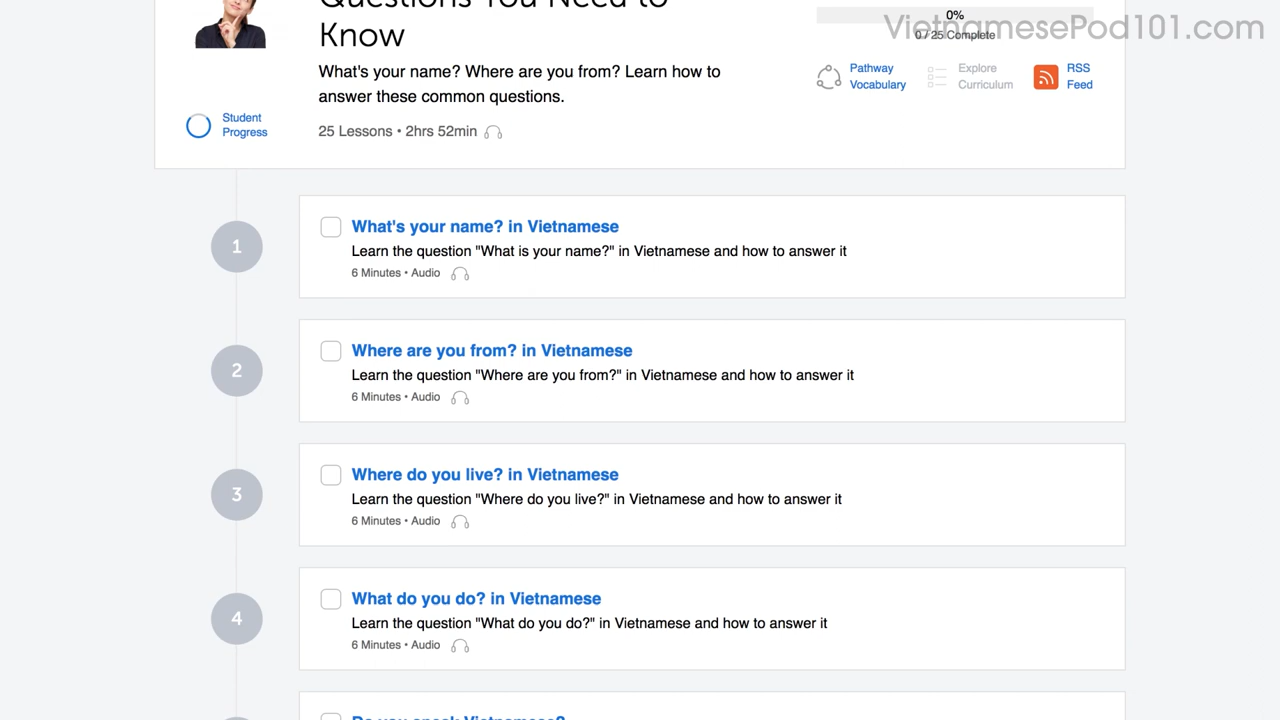 Questions You Need to
Know
0%
0 / 25 Complete
VietnamesePod101.com
What's your name? Where are you from? Learn how to
answer these common questions.
Pathway
Vocabulary
Explore
Curriculum
RSS
Feed
Student
Progress
25 Lessons • 2hrs 52min
1
What's your name? in Vietnamese
Learn the question "What is your name?" in Vietnamese and how to answer it
6 Minutes • Audio
2
Where are you from? in Vietnamese
Learn the question "Where are you from?" in Vietnamese and how to answer it
6 Minutes • Audio
3
Where do you live? in Vietnamese
Learn the question "Where do you live?" in Vietnamese and how to answer it
6 Minutes • Audio
4
What do you do? in Vietnamese
Learn the question "What do you do?" in Vietnamese and how to answer it
6 Minutes • Audio
Do you speak Vietnamese?